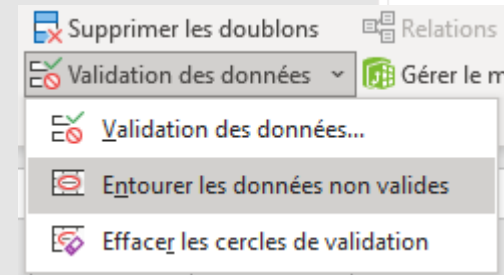 Supprimer les doublons Relations
Validation des données Gérer le m
Validation des données...
Entourer les données non valides
Effacer les cercles de validation